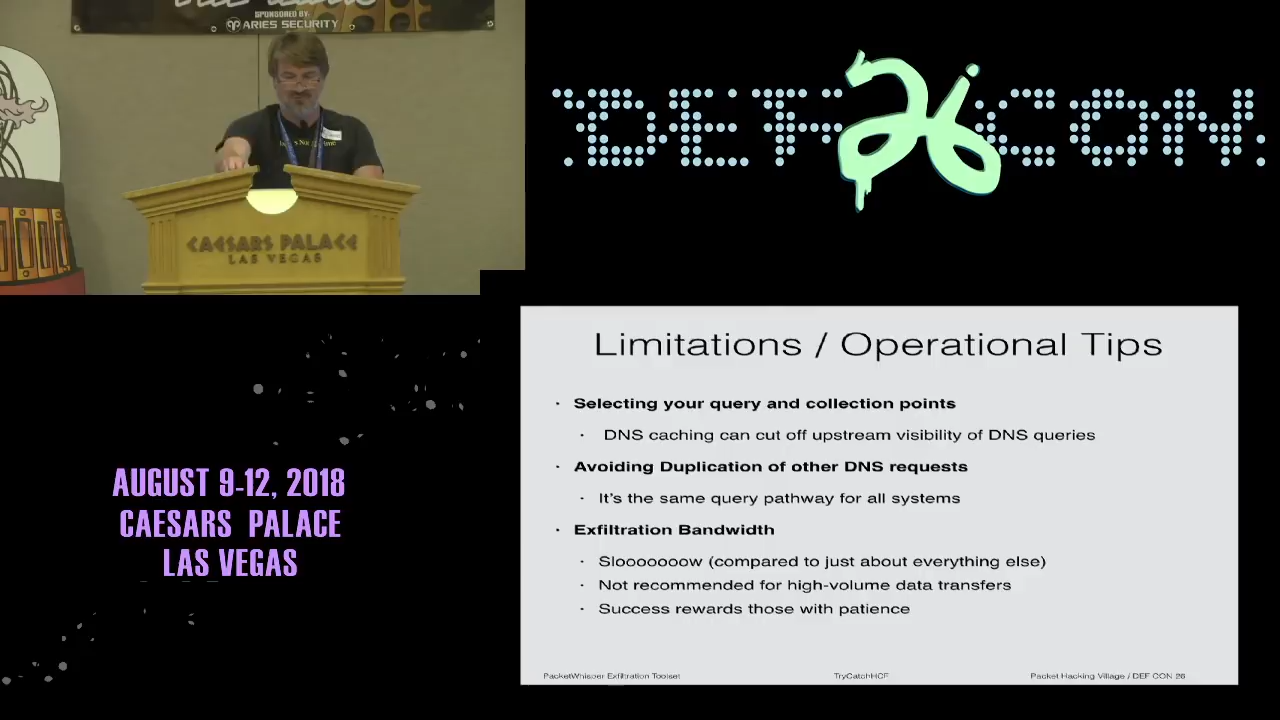 SPONSORED BY:
ARIES SECURITY
CAESARS PALACE
LAS VEGAS
DEF CON
26
AUGUST 9-12, 2018
CAESARS PALACE
LAS VEGAS
Limitations / Operational Tips
· Selecting your query and collection points
· DNS caching can cut off upstream visibility of DNS queries
· Avoiding Duplication of other DNS requests
· It's the same query pathway for all systems
· Exfiltration Bandwidth
· Slooooooow (compared to just about everything else)
· Not recommended for high-volume data transfers
· Success rewards those with patience
PacketWhisper Exfiltration Toolset
TryCatchHCF
Packet Hacking Village / DEF CON 26